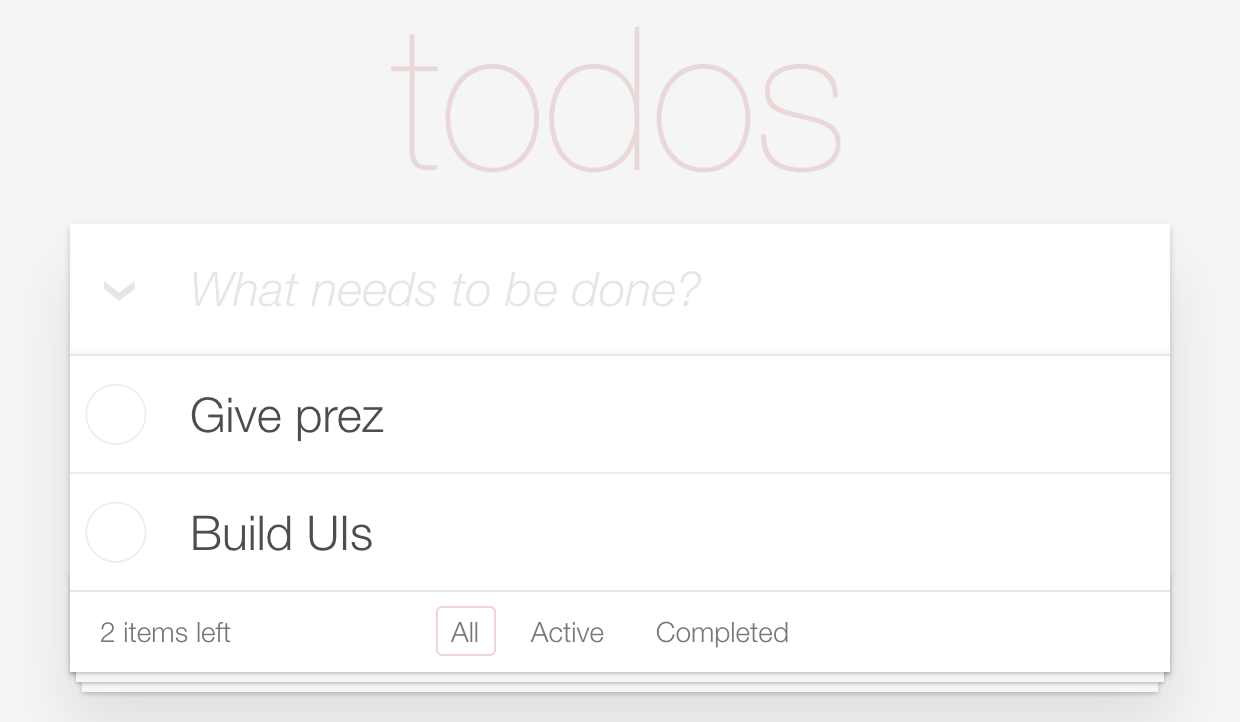 todos
What needs to be done?
Give prez
Build UIs
2 items left All Active Completed